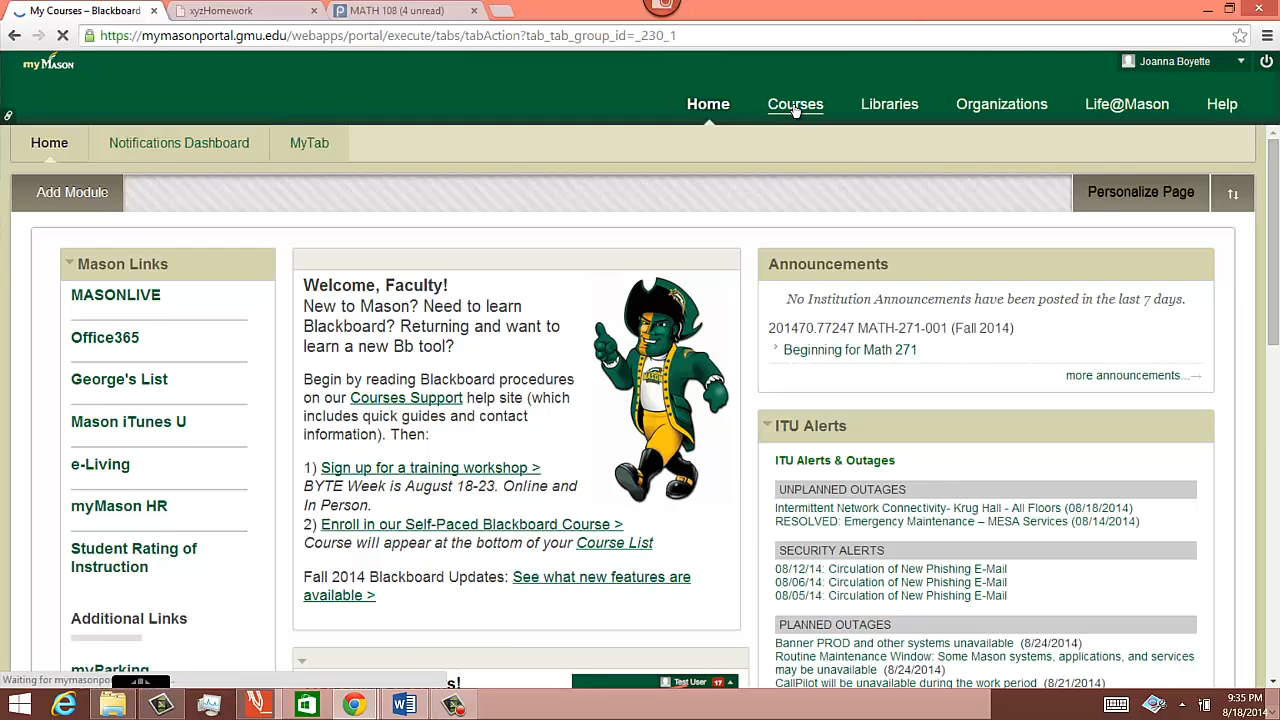 My Courses – Blackboard
xyzHomework
MATH 108 (4 unread)
https://mymasonportal.gmu.edu/webapps/portal/execute/tabs/tabAction?tab_tab_group_id=_230_1
myMason
Joanna Boyette
Home
Courses
Libraries
Organizations
Life@Mason
Help
Home
Notifications Dashboard
MyTab
Add Module
Personalize Page
Mason Links
MASONLIVE
Office365
George's List
Mason iTunes U
e-Living
myMason HR
Student Rating of
Instruction
Additional Links
myParking
Welcome, Faculty!
New to Mason? Need to learn
Blackboard? Returning and want to
learn a new Bb tool?
Begin by reading Blackboard procedures
on our Courses Support help site (which
includes quick guides and contact
information). Then:
1) Sign up for a training workshop >
BYTE Week is August 18-23. Online and
In Person.
2) Enroll in our Self-Paced Blackboard Course >
Course will appear at the bottom of your Course List
Fall 2014 Blackboard Updates: See what new features are
available >
MASON
Test User 17
Announcements
No Institution Announcements have been posted in the last 7 days.
201470.77247 MATH-271-001 (Fall 2014)
Beginning for Math 271
more announcements...→
ITU Alerts
ITU Alerts & Outages
UNPLANNED OUTAGES
Intermittent Network Connectivity- Krug Hall - All Floors (08/18/2014)
RESOLVED: Emergency Maintenance – MESA Services (08/14/2014)
SECURITY ALERTS
08/12/14: Circulation of New Phishing E-Mail
08/06/14: Circulation of New Phishing E-Mail
08/05/14: Circulation of New Phishing E-Mail
PLANNED OUTAGES
Banner PROD and other systems unavailable (8/24/2014)
Routine Maintenance Window: Some Mason systems, applications, and services
may be unavailable (8/24/2014)
CallPilot will be unavailable during the work period (8/21/2014)
Waiting for mymasonpo
9:35 PM
8/18/2014